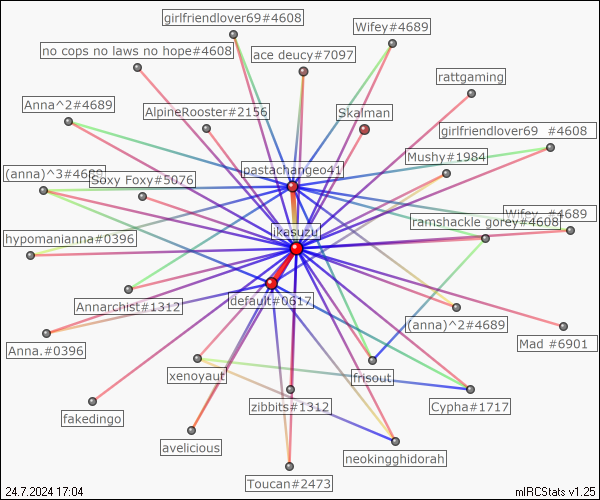 girlfriendlover69#4608
Wifey#4689
no cops no laws no hope#4608
ace deucy#7097
rattgaming
Anna^2#4689
AlpineRooster#2156
Skalman
girlfriendlover69 #4608
Mushy#1984
pastachangeo41
(anna)^3#4689
Soxy Foxy#5076
Wifey #4689
ramshackle gorey#4608
ikasuzu
hypomanianna#0396
default#0617
Annarchist#1312
(anna)^2#4689
Mad #6901
Anna.#0396
xenoyaut
frisout
zibbits#1312
Cypha#1717
fakedingo
avelicious
neokingghidorah
Toucan#2473
24.7.2024 17:04
mIRCStats v1.25